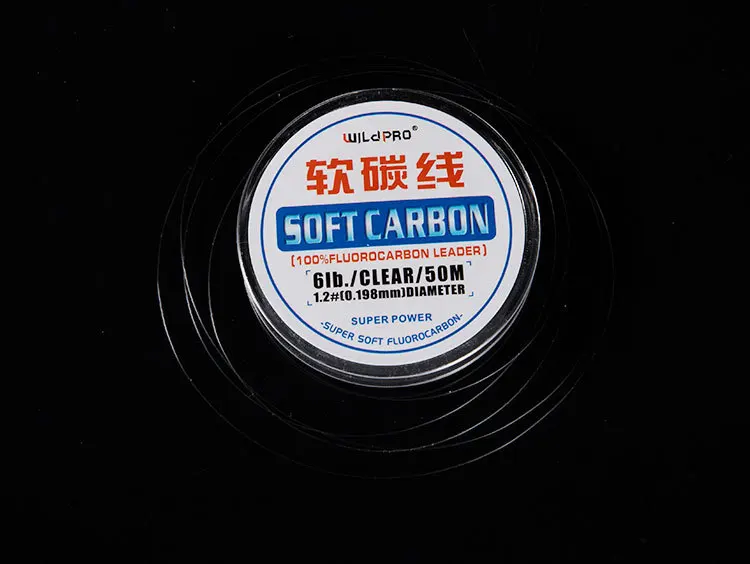 WILDPRO®
软碳线
SOFT CARBON
(100%FLUOROCARBON LEADER)
6lb./CLEAR/50M
1.2#(0.198mm)DIAMETER
SUPER POWER
-SUPER SOFT FLUOROCARBON-